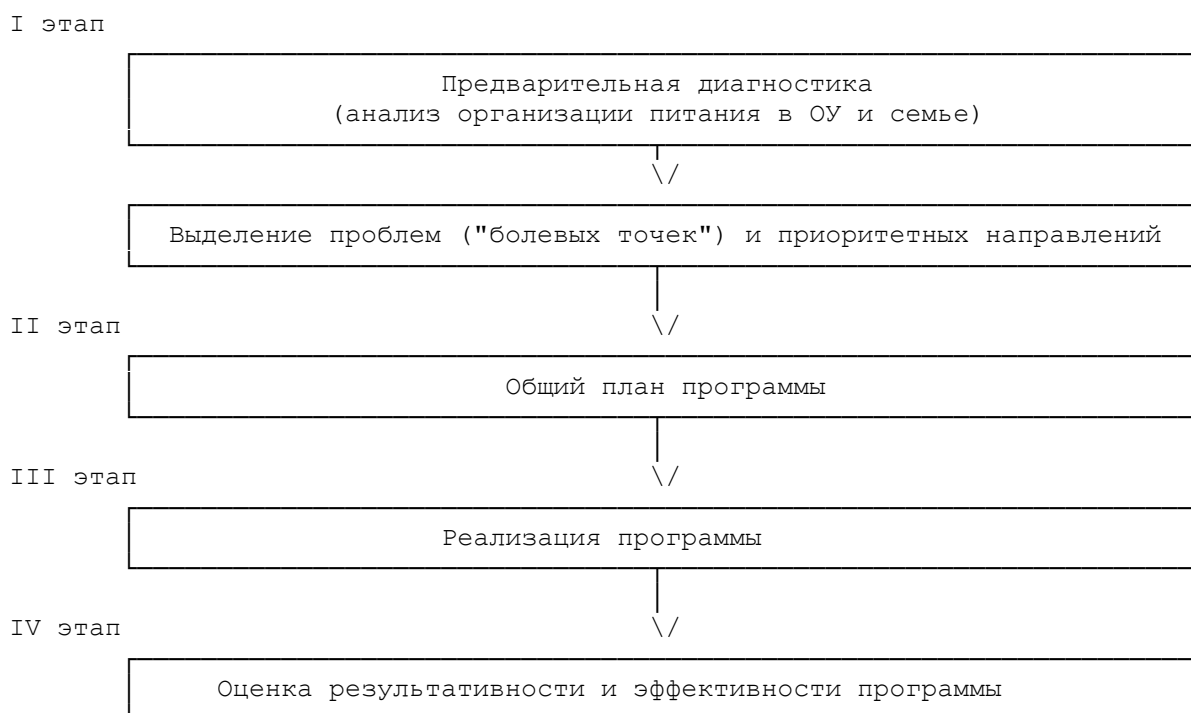 I этап
Предварительная диагностика
(анализ организации питания в ОУ и семье)
Выделение проблем ("болевых точек") и приоритетных направлений
II этап
Общий план программы
III этап
Реализация программы
IV этап
Оценка результативности и эффективности программы